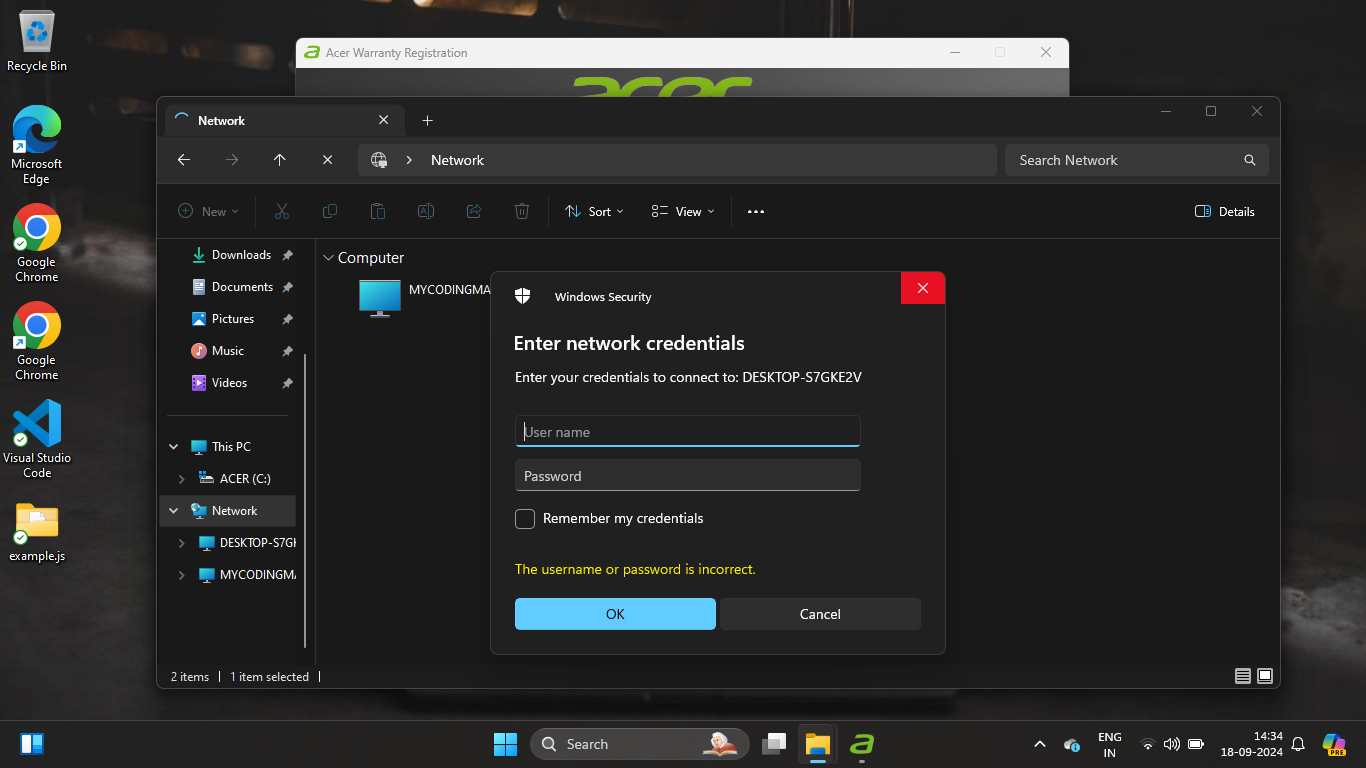 Recycle Bin
Microsoft
Edge
Google
Chrome
Google
Chrome
Visual Studio
Code
example.js
Acer Warranty Registration
acer
Network
Network
Search Network
New
Sort
View
Details
Downloads
Documents
Pictures
Music
Videos
This PC
ACER (C:)
Network
DESKTOP-S7GK
MYCODINGMA
Computer
MYCODINGMA
Windows Security
Enter network credentials
Enter your credentials to connect to: DESKTOP-S7GKE2V
User name
Password
Remember my credentials
The username or password is incorrect.
OK
Cancel
2 items
1 item selected
Search
ENG
IN
14:34
18-09-2024
PRE